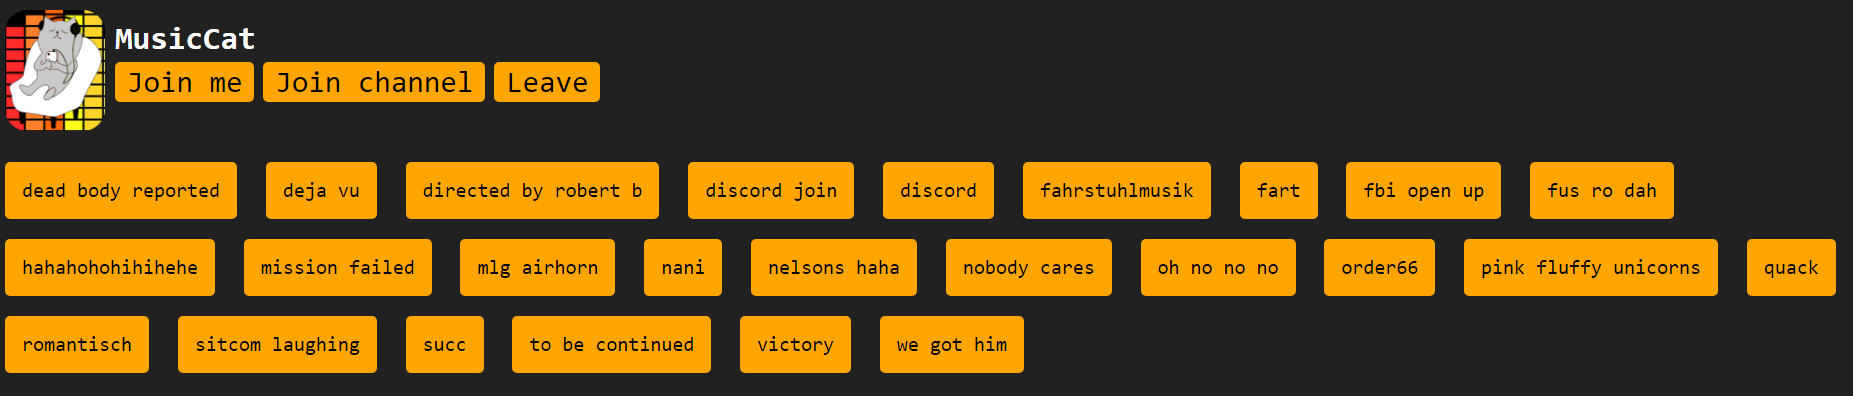 MusicCat
Join me Join channel Leave
dead body reported deja vu directed by robert b discord join discord fahrstuhlmusik fart fbi open up fus ro dah
hahahohohihihehe mission failed mlg airhorn nani nelsons haha nobody cares oh no no no order66 pink fluffy unicorns quack
romantisch sitcom laughing succ to be continued victory we got him